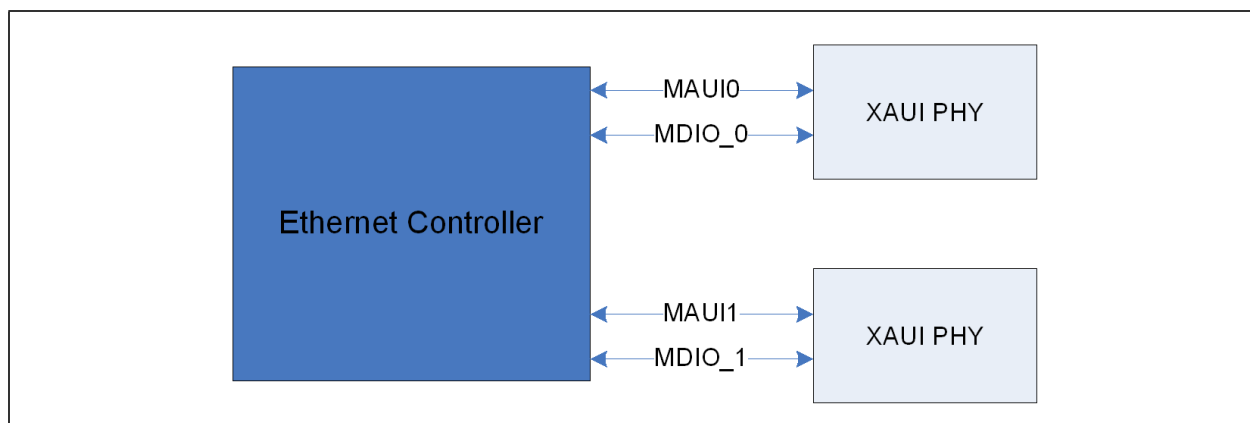 MAUI0
XAUI PHY
MDIO_0
Ethernet Controller
MAUI1
XAUI PHY
MDIO_1